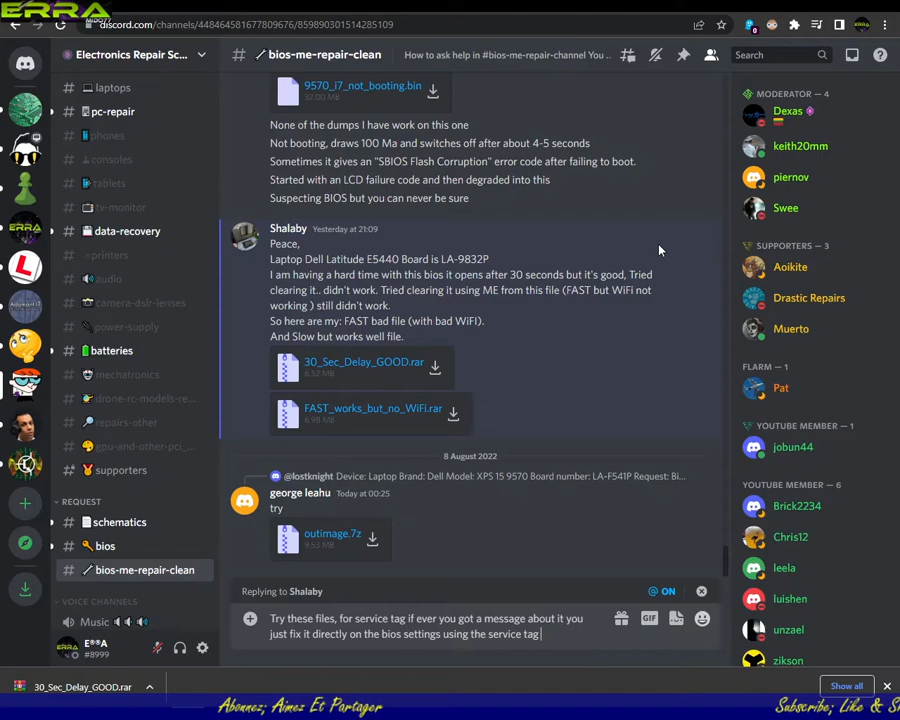 ERRA
discord.com/channels/448464581677809676/859890301514285109
Electronics Repair Sc...
# bios-me-repair-clean
How to ask help in #bios-me-repair-channel You ...
Search
# laptops
# pc-repair
# phones
# consoles
# tablets
# tv-monitor
# data-recovery
# printers
# audio
# camera-dslr-lenses
# power-supply
# batteries
# mechatronics
# drone-rc-models-re...
# repairs-other
# gpu-and-other-pci_...
# supporters
REQUEST
# schematics
# bios
# bios-me-repair-clean
VOICE CHANNELS
Music
E®®A
#8999
9570_i7_not_booting.bin
32.00 MB
None of the dumps I have work on this one
Not booting, draws 100 Ma and switches off after about 4-5 seconds
Sometimes it gives an "SBIOS Flash Corruption" error code after failing to boot.
Started with an LCD failure code and then degraded into this
Suspecting BIOS but you can never be sure
Shalaby Yesterday at 21:09
Peace,
Laptop Dell Latitude E5440 Board is LA-9832P
I am having a hard time with this bios it opens after 30 seconds but it's good, Tried
clearing it.. didn't work. Tried clearing it using ME from this file (FAST but WiFi not
working ) still didn't work.
So here are my: FAST bad file (with bad WiFI).
And Slow but works well file.
30_Sec_Delay_GOOD.rar
6.52 MB
FAST_works_but_no_WiFi.rar
6.98 MB
8 August 2022
@lostknight Device: Laptop Brand: Dell Model: XPS 15 9570 Board number: LA-F541P Request: Bi...
george leahu Today at 00:25
try
outimage.7z
9.53 MB
Replying to Shalaby
@ ON
Try these files, for service tag if ever you got a message about it you
just fix it directly on the bios settings using the service tag
GIF
MODERATOR — 4
Dexas
keith20mm
piernov
Swee
SUPPORTERS — 3
Aoikite
Drastic Repairs
Muerto
FLARM — 1
Pat
YOUTUBE MEMBER — 1
jobun44
YOUTUBE MEMBER — 6
Brick2234
Chris12
leela
luishen
unzael
zikson
30_Sec_Delay_GOOD.rar
Show all
Abonnez; Aimez Et Partager
Subscribe; Like & S